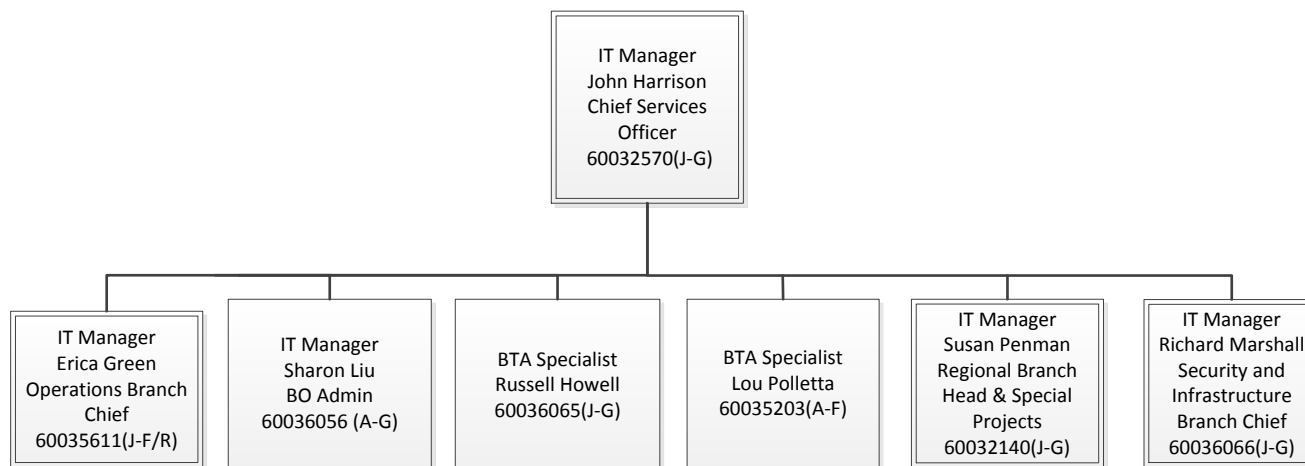 IT Manager
John Harrison
Chief Services
Officer
60032570(J-G)
IT Manager
Erica Green
Operations Branch
Chief
60035611(J-F/R)
IT Manager
Sharon Liu
BO Admin
60036056 (A-G)
BTA Specialist
Russell Howell
60036065(J-G)
BTA Specialist
Lou Polletta
60035203(A-F)
IT Manager
Susan Penman
Regional Branch
Head & Special
Projects
60032140(J-G)
IT Manager
Richard Marshall
Security and
Infrastructure
Branch Chief
60036066(J-G)